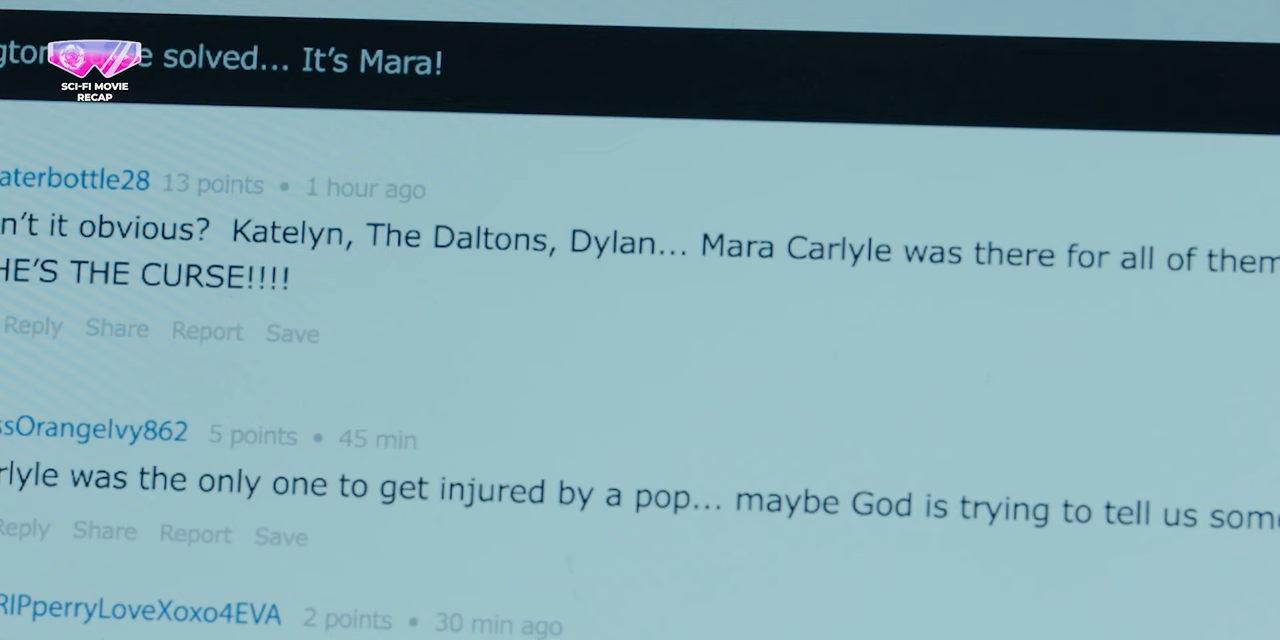 gton e solved... It's Mara!
SCI-FI MOVIE
RECAP
aterbottle28 13 points • 1 hour ago
n't it obvious? Katelyn, The Daltons, Dylan... Mara Carlyle was there for all of them
HE'S THE CURSE!!!!
Reply Share Report Save
ssOrangeIvy862 5 points • 45 min
rlyle was the only one to get injured by a pop... maybe God is trying to tell us som
Reply Share Report Save
RIPperryLoveXoxo4EVA 2 points • 30 min ago